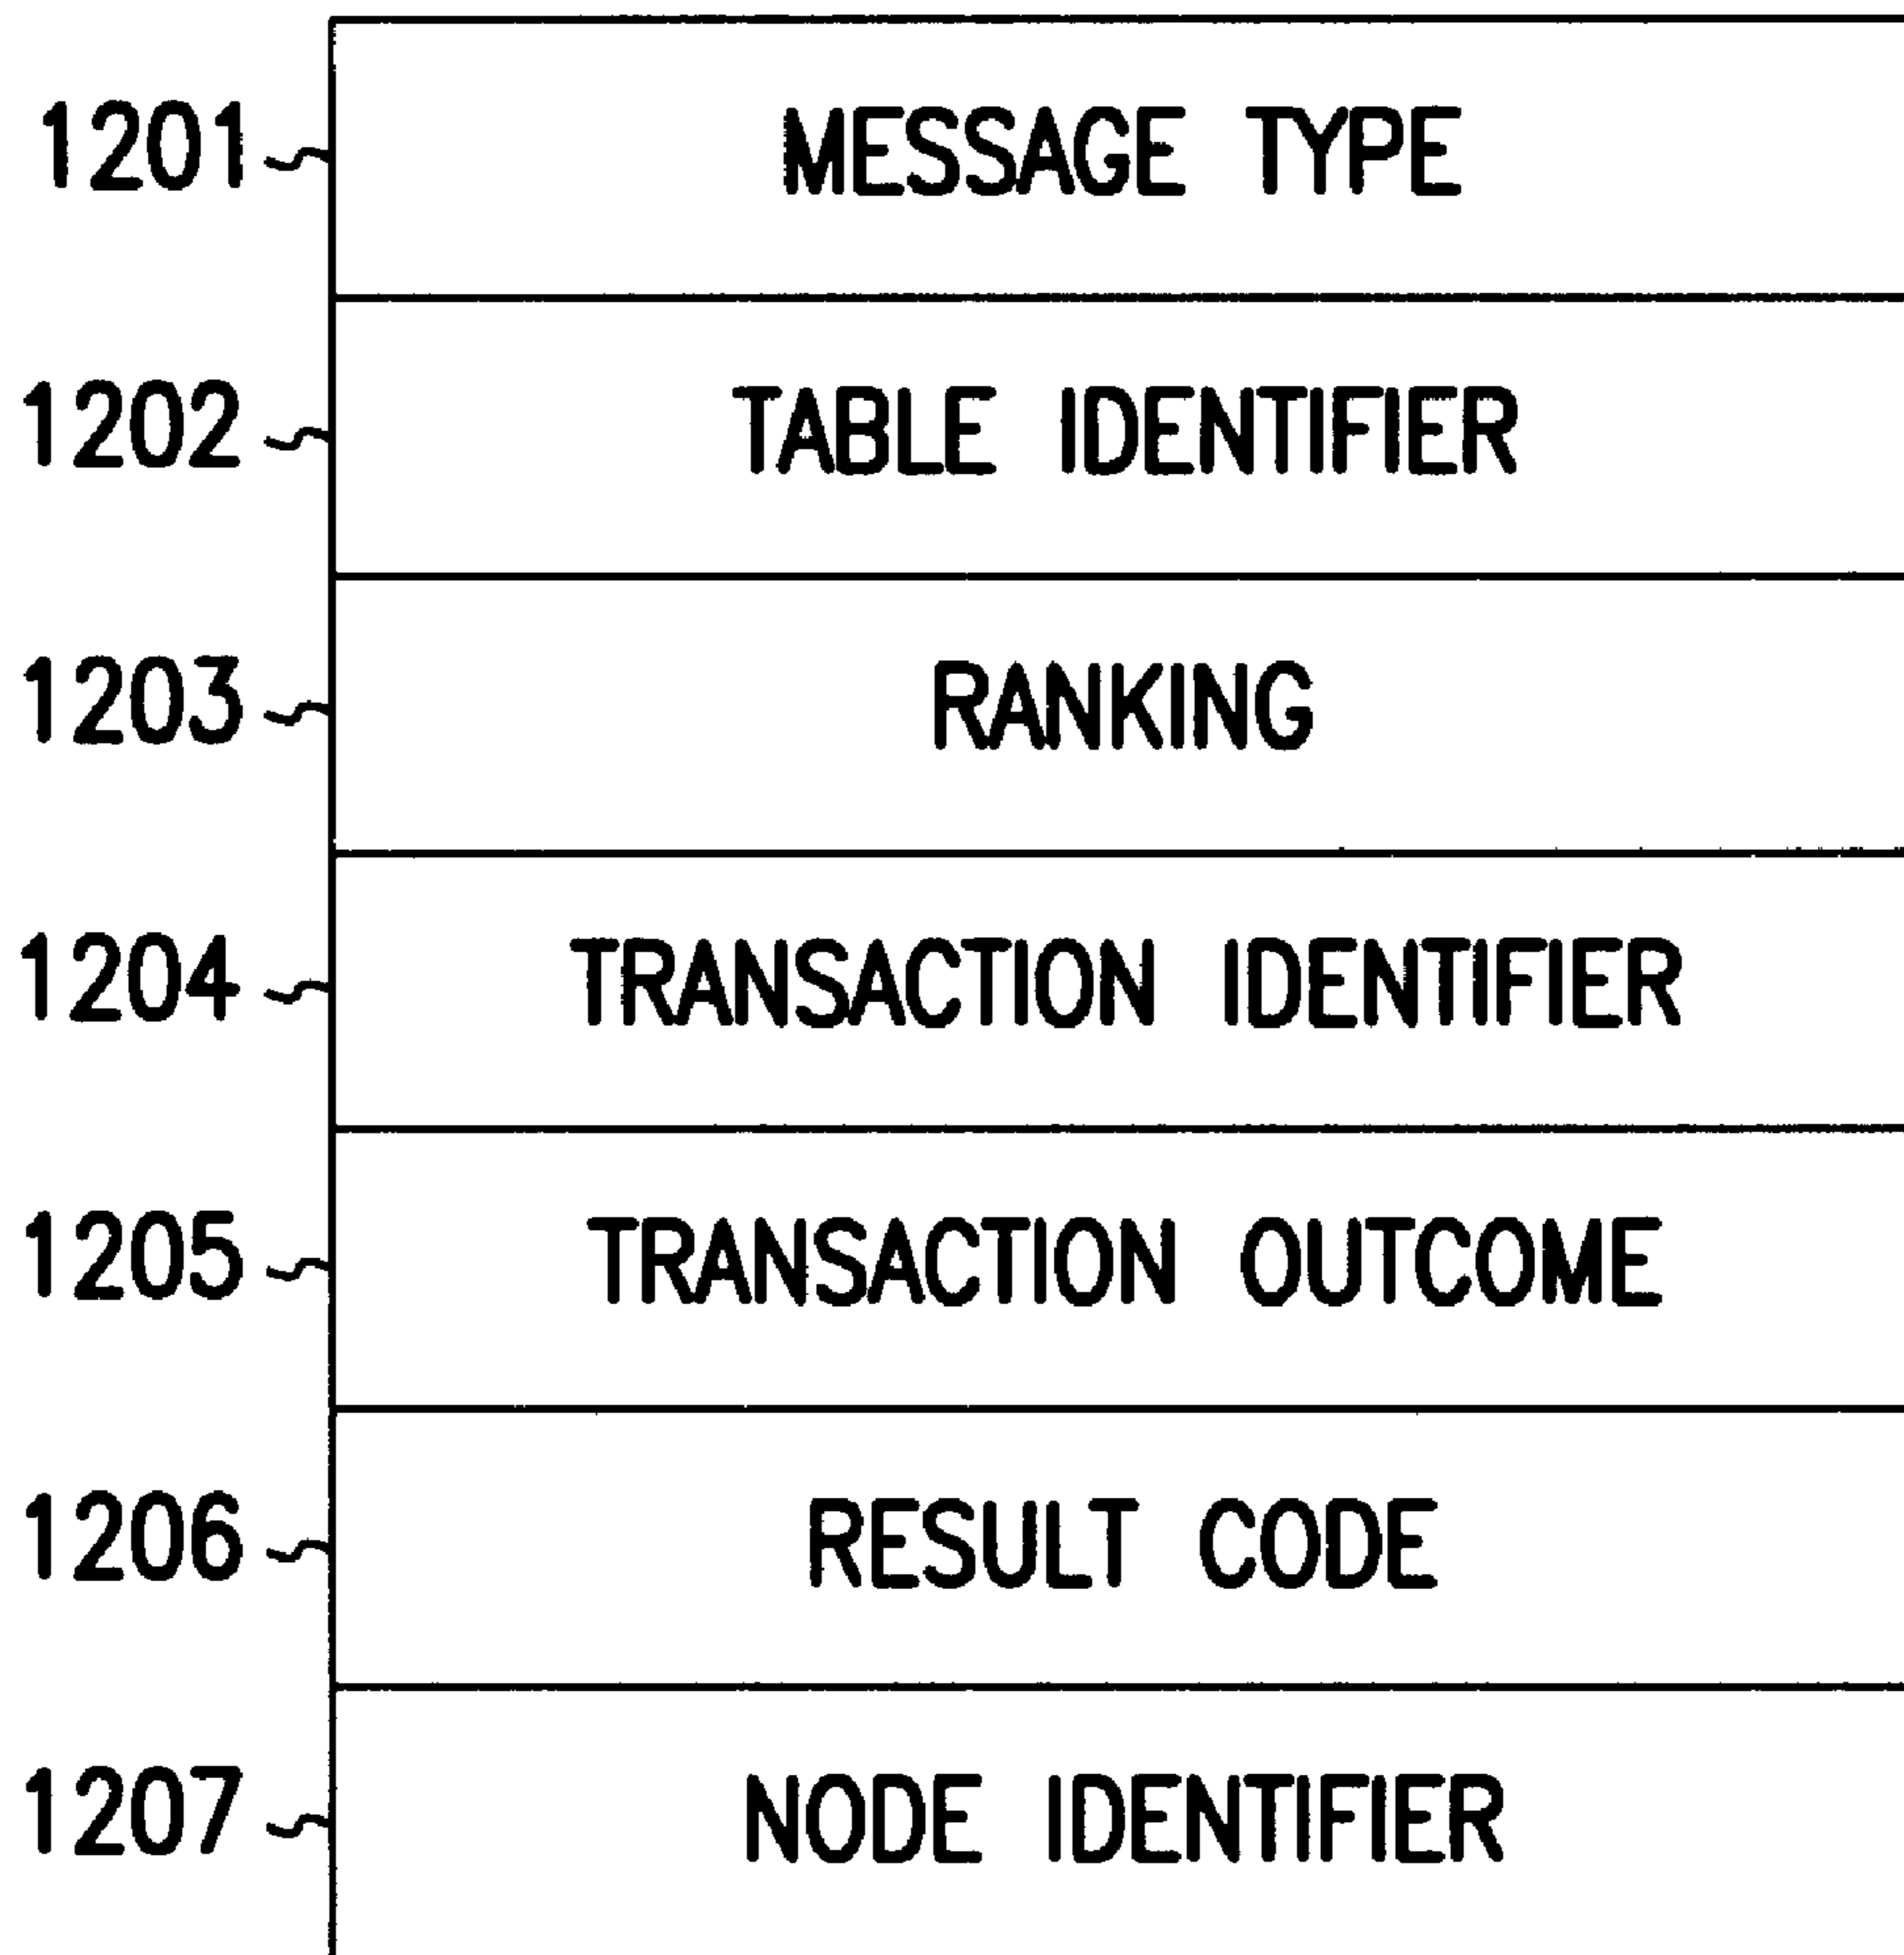 1201 MESSAGE TYPE
1202 TABLE IDENTIFIER
1203 RANKING
1204 TRANSACTION IDENTIFIER
1205 TRANSACTION OUTCOME
1206 RESULT CODE
1207 NODE IDENTIFIER